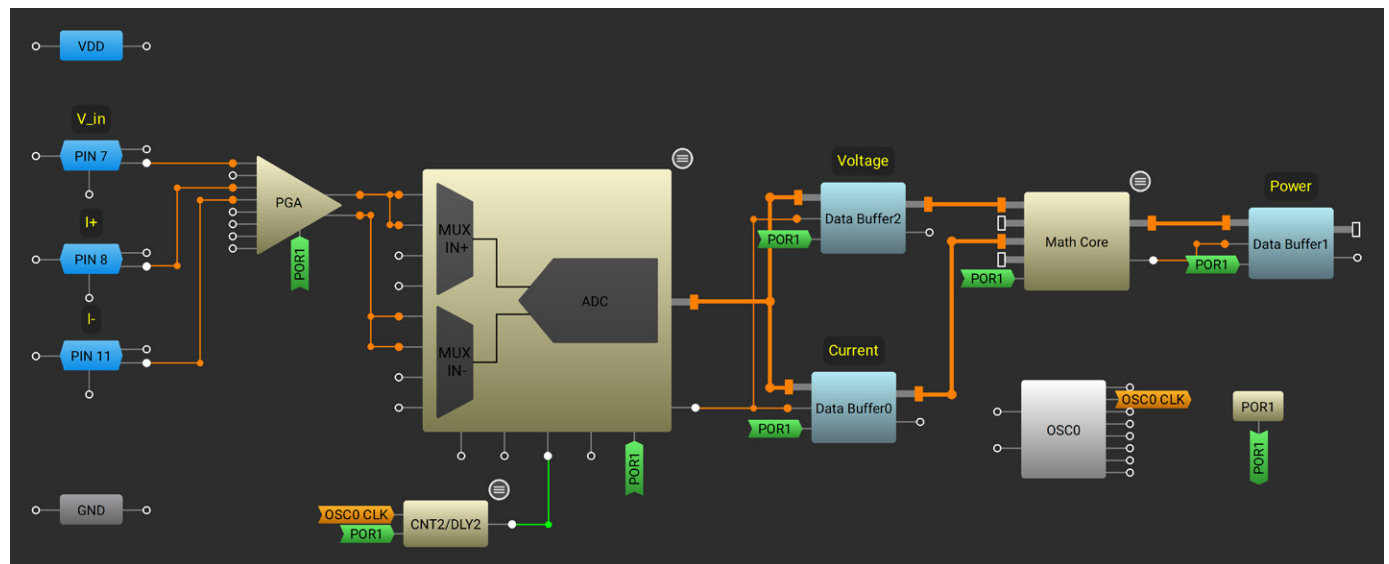 VDD
V_in
PIN 7
I+
PIN 8
I-
PIN 11
GND
PGA
POR1
MUX
IN+
MUX
IN-
ADC
POR1
OSC0 CLK
POR1
CNT2/DLY2
Voltage
Data Buffer2
POR1
Current
Data Buffer0
POR1
Math Core
POR1
Power
Data Buffer1
POR1
OSC0
OSC0 CLK
POR1
POR1